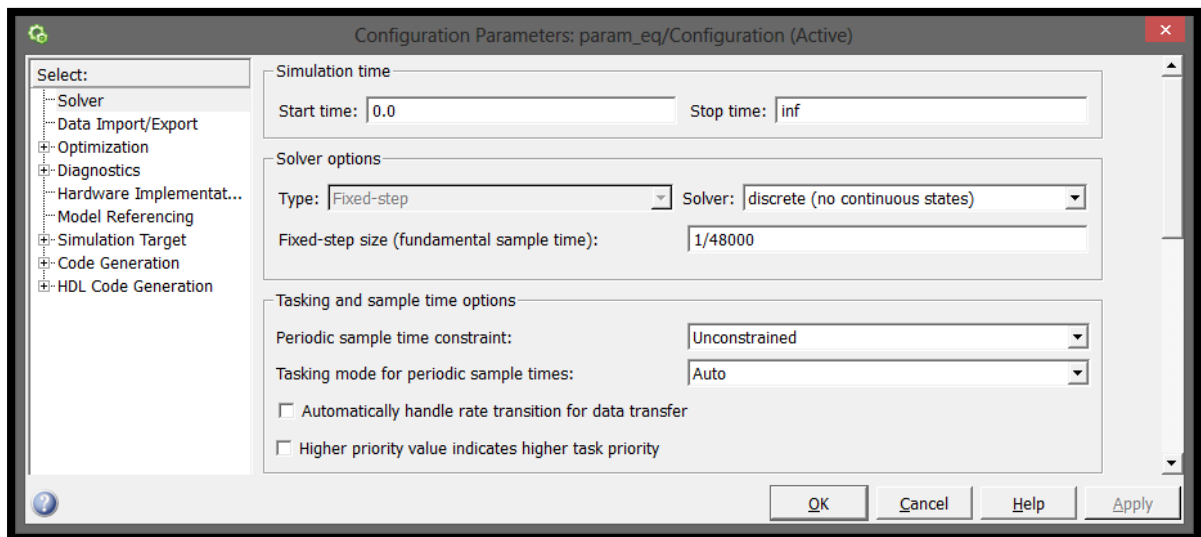 Configuration Parameters: param_eq/Configuration (Active)
Select:
Solver
Data Import/Export
Optimization
Diagnostics
Hardware Implementat...
Model Referencing
Simulation Target
Code Generation
HDL Code Generation
Simulation time
Start time: 0.0 Stop time: inf
Solver options
Type: Fixed-step Solver: discrete (no continuous states)
Fixed-step size (fundamental sample time): 1/48000
Tasking and sample time options
Periodic sample time constraint: Unconstrained
Tasking mode for periodic sample times: Auto
Automatically handle rate transition for data transfer
Higher priority value indicates higher task priority
OK Cancel Help Apply